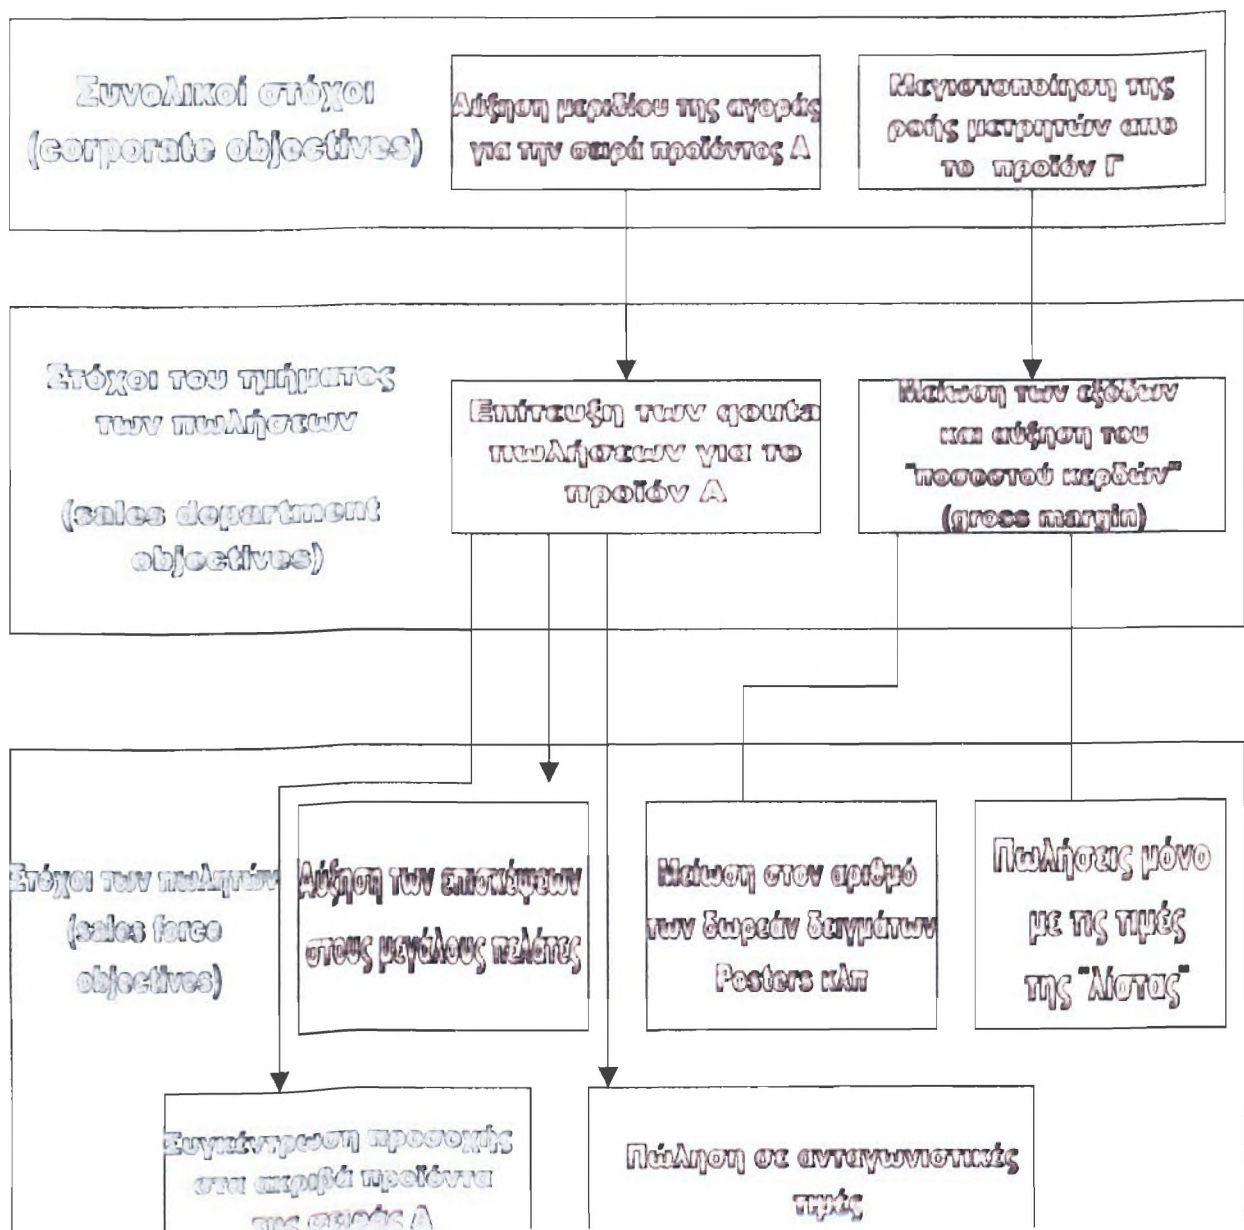 Συνολικοί στόχοι
(corporate objectives)
Αύξηση μεριδίου της αγοράς
για την σειρά προϊόντος Α
Μεγιστοποίηση της
ροής μετρητών απο
το προϊόν Γ
Στόχοι του τμήματος
των πωλήσεων
(sales department
objectives)
Επίτευξη των qouta
πωλήσεων για το
προϊόν Α
Μείωση των εξόδων
και αύξηση του
"ποσοστού κερδών"
(gross margin)
Στόχοι των πωλητών
(sales force
objectives)
Αύξηση των επισκέψεων
στους μεγάλους πελάτες
Μείωση στον αριθμό
των δωρεάν δειγμάτων
Posters κλπ
Πωλήσεις μόνο
με τις τιμές
της "λίστας"
Συγκέντρωση προσοχής
στα ακριβά προϊόντα
της σειράς Α
Πώληση σε ανταγωνιστικές
τιμές